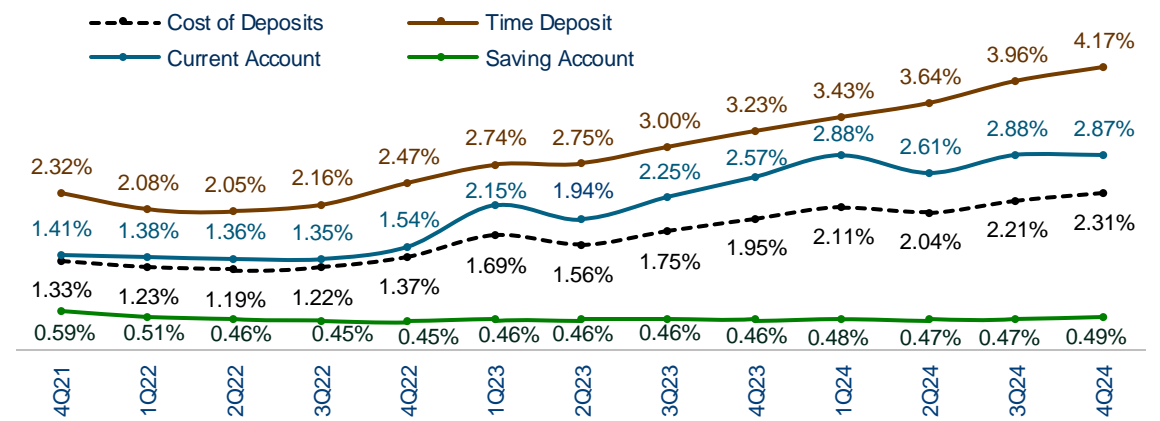 Cost of Deposits Time Deposit
Current Account Saving Account
2.32% 2.08% 2.05% 2.16% 2.47% 2.74% 2.75% 3.00% 3.23% 3.43% 3.64% 3.96% 4.17%
1.41% 1.38% 1.36% 1.35% 1.54% 2.15% 1.94% 2.25% 2.57% 2.88% 2.61% 2.88% 2.87%
1.33% 1.23% 1.19% 1.22% 1.37% 1.69% 1.56% 1.75% 1.95% 2.11% 2.04% 2.21% 2.31%
0.59% 0.51% 0.46% 0.45% 0.45% 0.46% 0.46% 0.46% 0.46% 0.48% 0.47% 0.47% 0.49%
4Q21 1Q22 2Q22 3Q22 4Q22 1Q23 2Q23 3Q23 4Q23 1Q24 2Q24 3Q24 4Q24